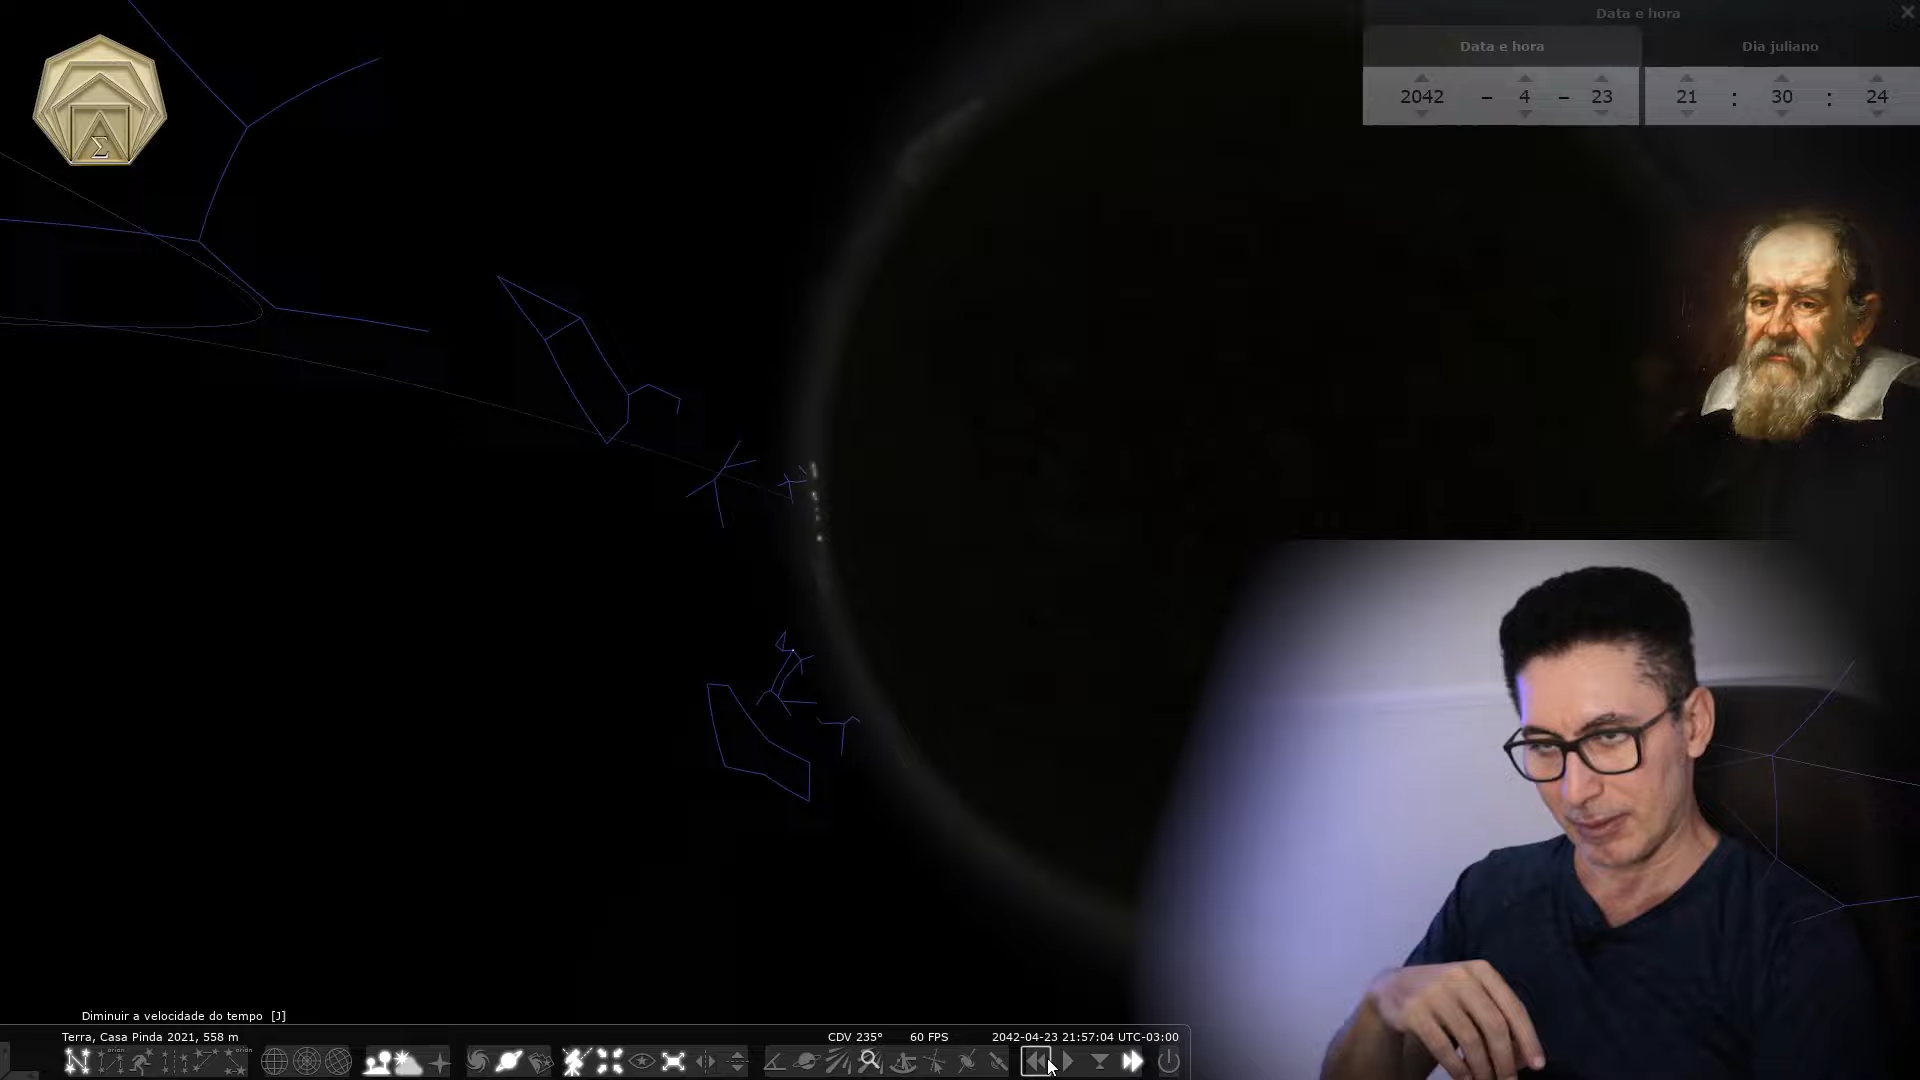 Σ
Data e hora
Data e hora
Dia juliano
2042 – 4 – 23
21 : 30 : 24
Diminuir a velocidade do tempo [J]
Terra, Casa Pinda 2021, 558 m
CDV 235°
60 FPS
2042-04-23 21:57:04 UTC-03:00